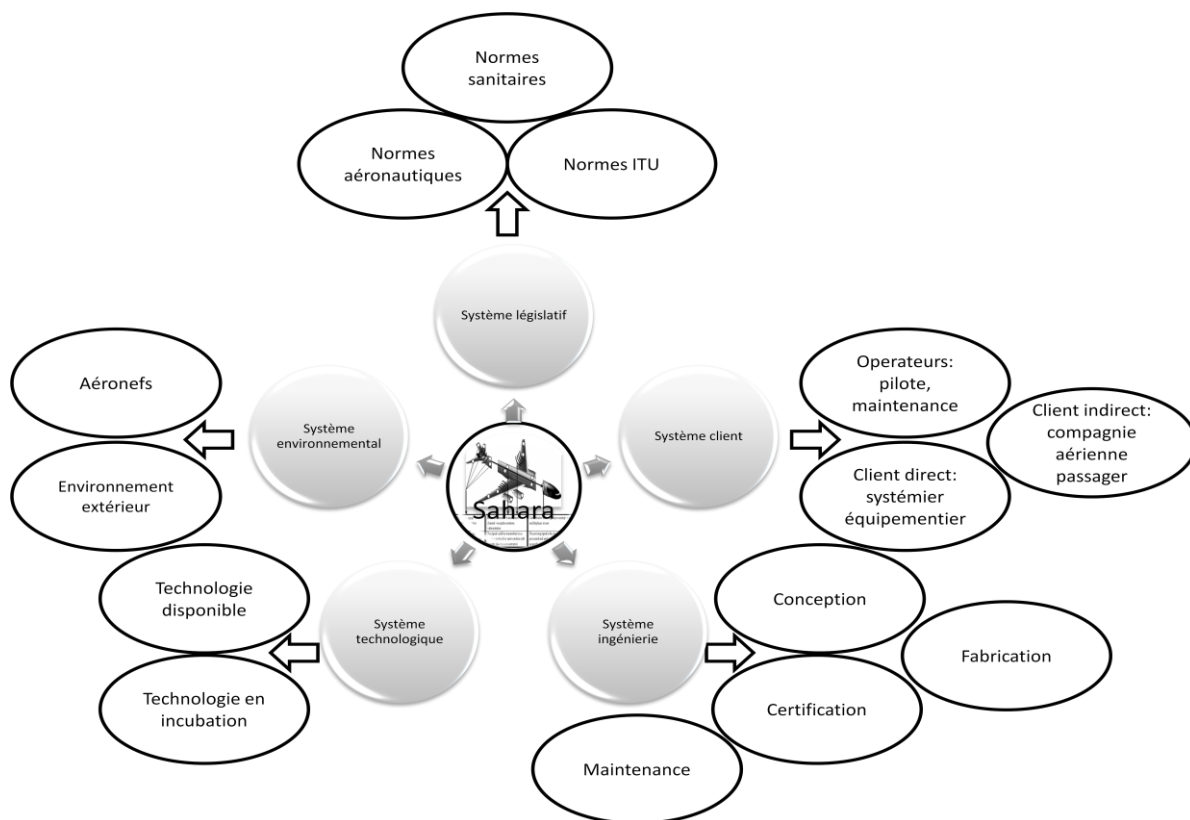 Normes
sanitaires
Normes
aéronautiques
Normes ITU
Système législatif
Aéronefs
Environnement
extérieur
Système
environnemental
Système client
Operateurs:
pilote,
maintenance
Client indirect:
compagnie
aérienne
passager
Client direct:
systémier
équipementier
Sahara
Technologie
disponible
Technologie en
incubation
Système
technologique
Système
ingénierie
Conception
Fabrication
Certification
Maintenance